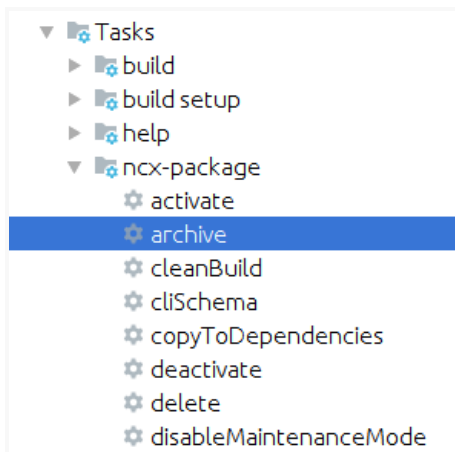 Tasks
build
build setup
help
ncx-package
activate
archive
cleanBuild
cliSchema
copyToDependencies
deactivate
delete
disableMaintenanceMode